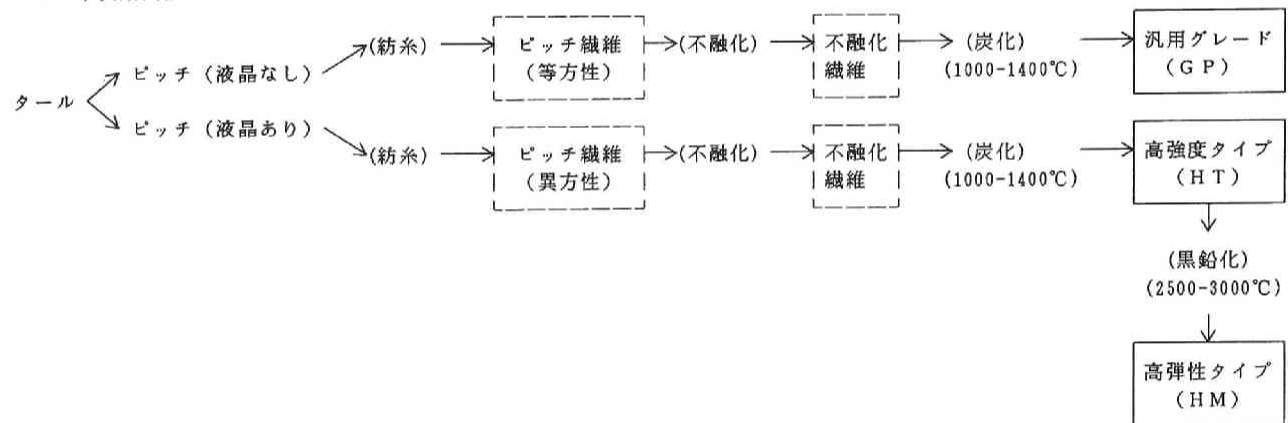 タール
ピッチ（液晶なし）
(紡糸)
ピッチ繊維
（等方性）
(不融化)
不融化
繊維
(炭化)
(1000-1400℃)
汎用グレード
（ＧＰ）
ピッチ（液晶あり）
(紡糸)
ピッチ繊維
（異方性）
(不融化)
不融化
繊維
(炭化)
(1000-1400℃)
高強度タイプ
（ＨＴ）
(黒鉛化)
(2500-3000℃)
高弾性タイプ
（ＨＭ）